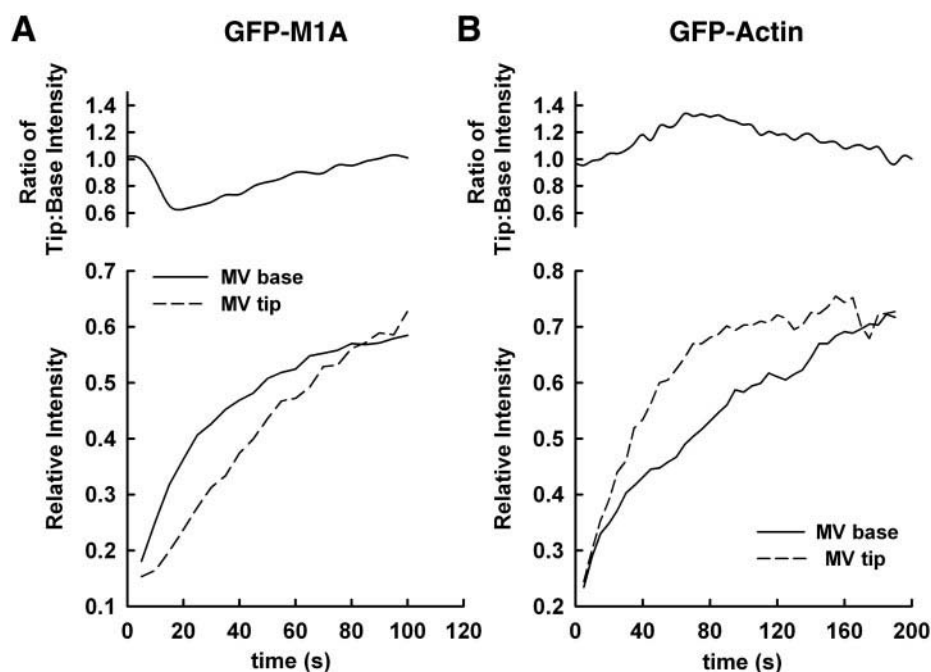 A
GFP-M1A
Ratio of
Tip:Base Intensity
1.4
1.2
1.0
0.8
0.6
0.7
0.6
0.5
0.4
0.3
0.2
0.1
Relative Intensity
MV base
MV tip
0
20
40
60
80
100
120
time (s)
B
GFP-Actin
Ratio of
Tip:Base Intensity
1.4
1.2
1.0
0.8
0.6
0.8
0.7
0.6
0.5
0.4
0.3
0.2
Relative Intensity
MV base
MV tip
0
40
80
120
160
200
time (s)